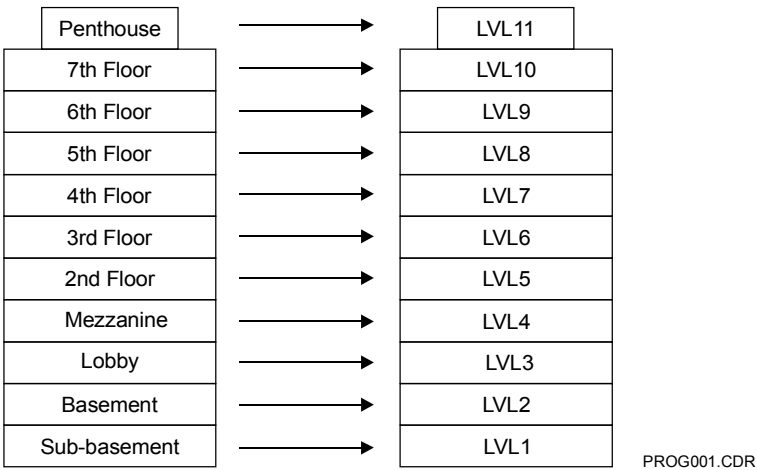 Penthouse LVL11
7th Floor LVL10
6th Floor LVL9
5th Floor LVL8
4th Floor LVL7
3rd Floor LVL6
2nd Floor LVL5
Mezzanine LVL4
Lobby LVL3
Basement LVL2
Sub-basement LVL1
PROG001.CDR